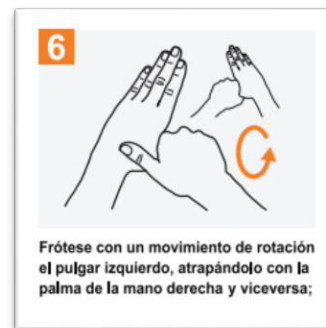 6
Frótese con un movimiento de rotación
el pulgar izquierdo, atrapándolo con la
palma de la mano derecha y viceversa;